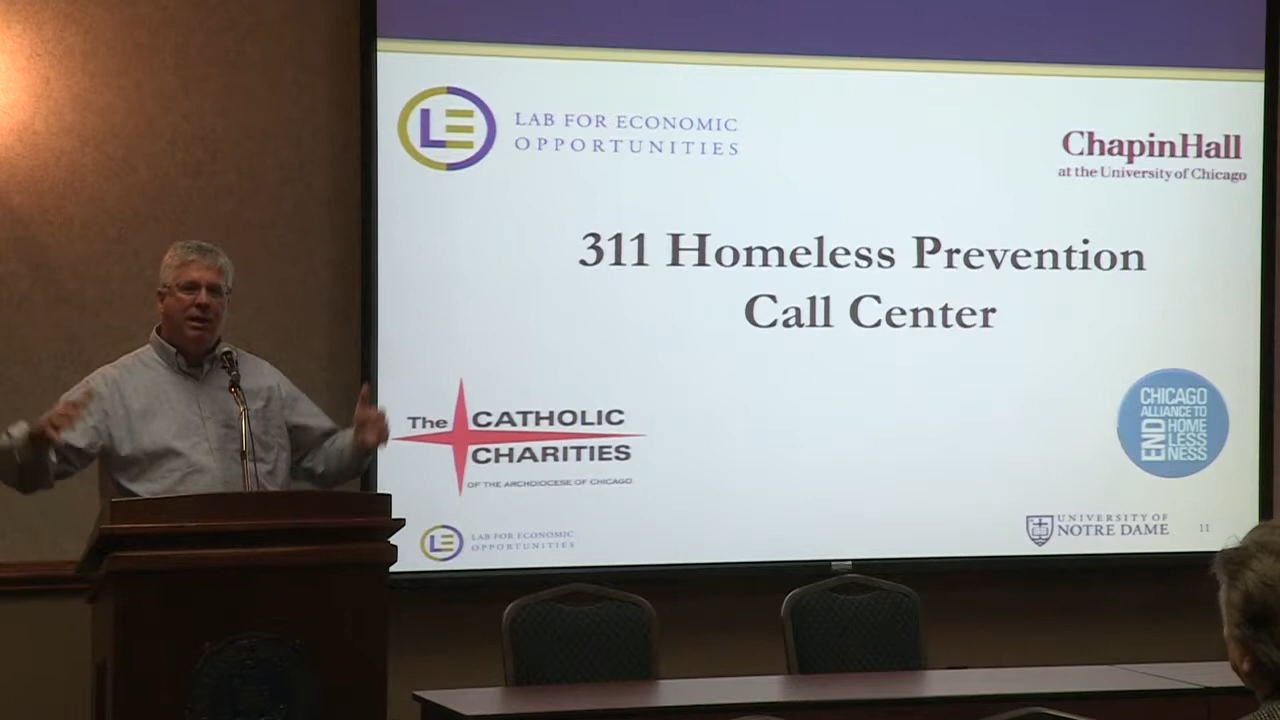 LE LAB FOR ECONOMIC
OPPORTUNITIES
ChapinHall
at the University of Chicago
311 Homeless Prevention
Call Center
The CATHOLIC
CHARITIES
OF THE ARCHDIOCESE OF CHICAGO
CHICAGO
ALLIANCE TO
END HOME
LESS
NESS
LE LAB FOR ECONOMIC
OPPORTUNITIES
UNIVERSITY OF
NOTRE DAME
11